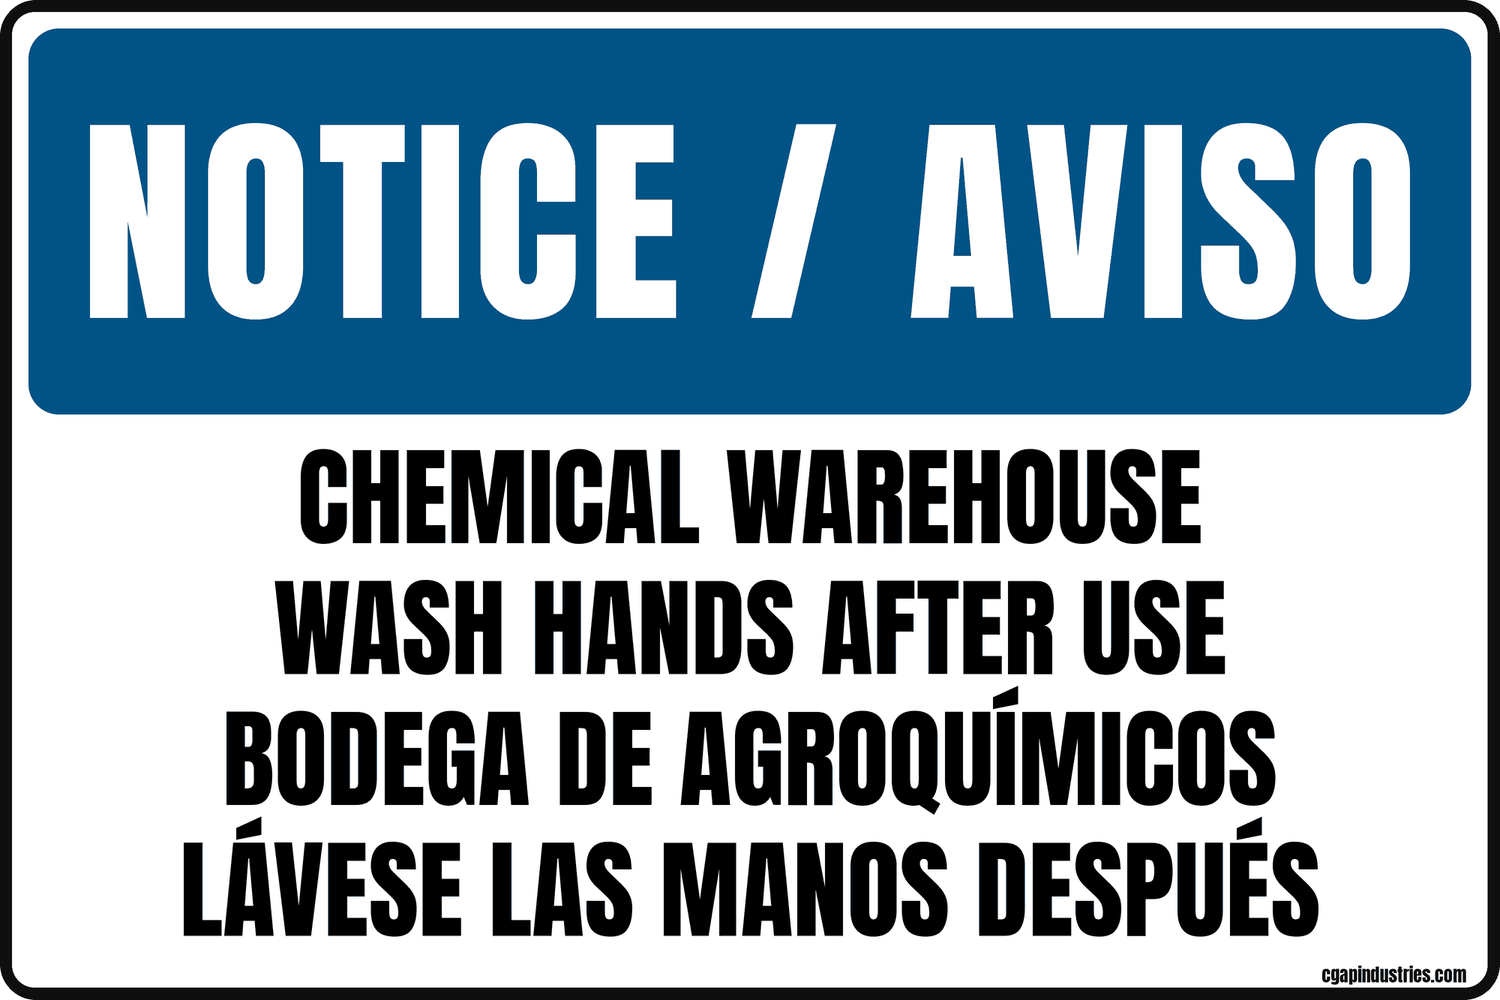 NOTICE / AVISO
CHEMICAL WAREHOUSE
WASH HANDS AFTER USE
BODEGA DE AGROQUÍMICOS
LÁVESE LAS MANOS DESPUÉS
cgapindustries.com